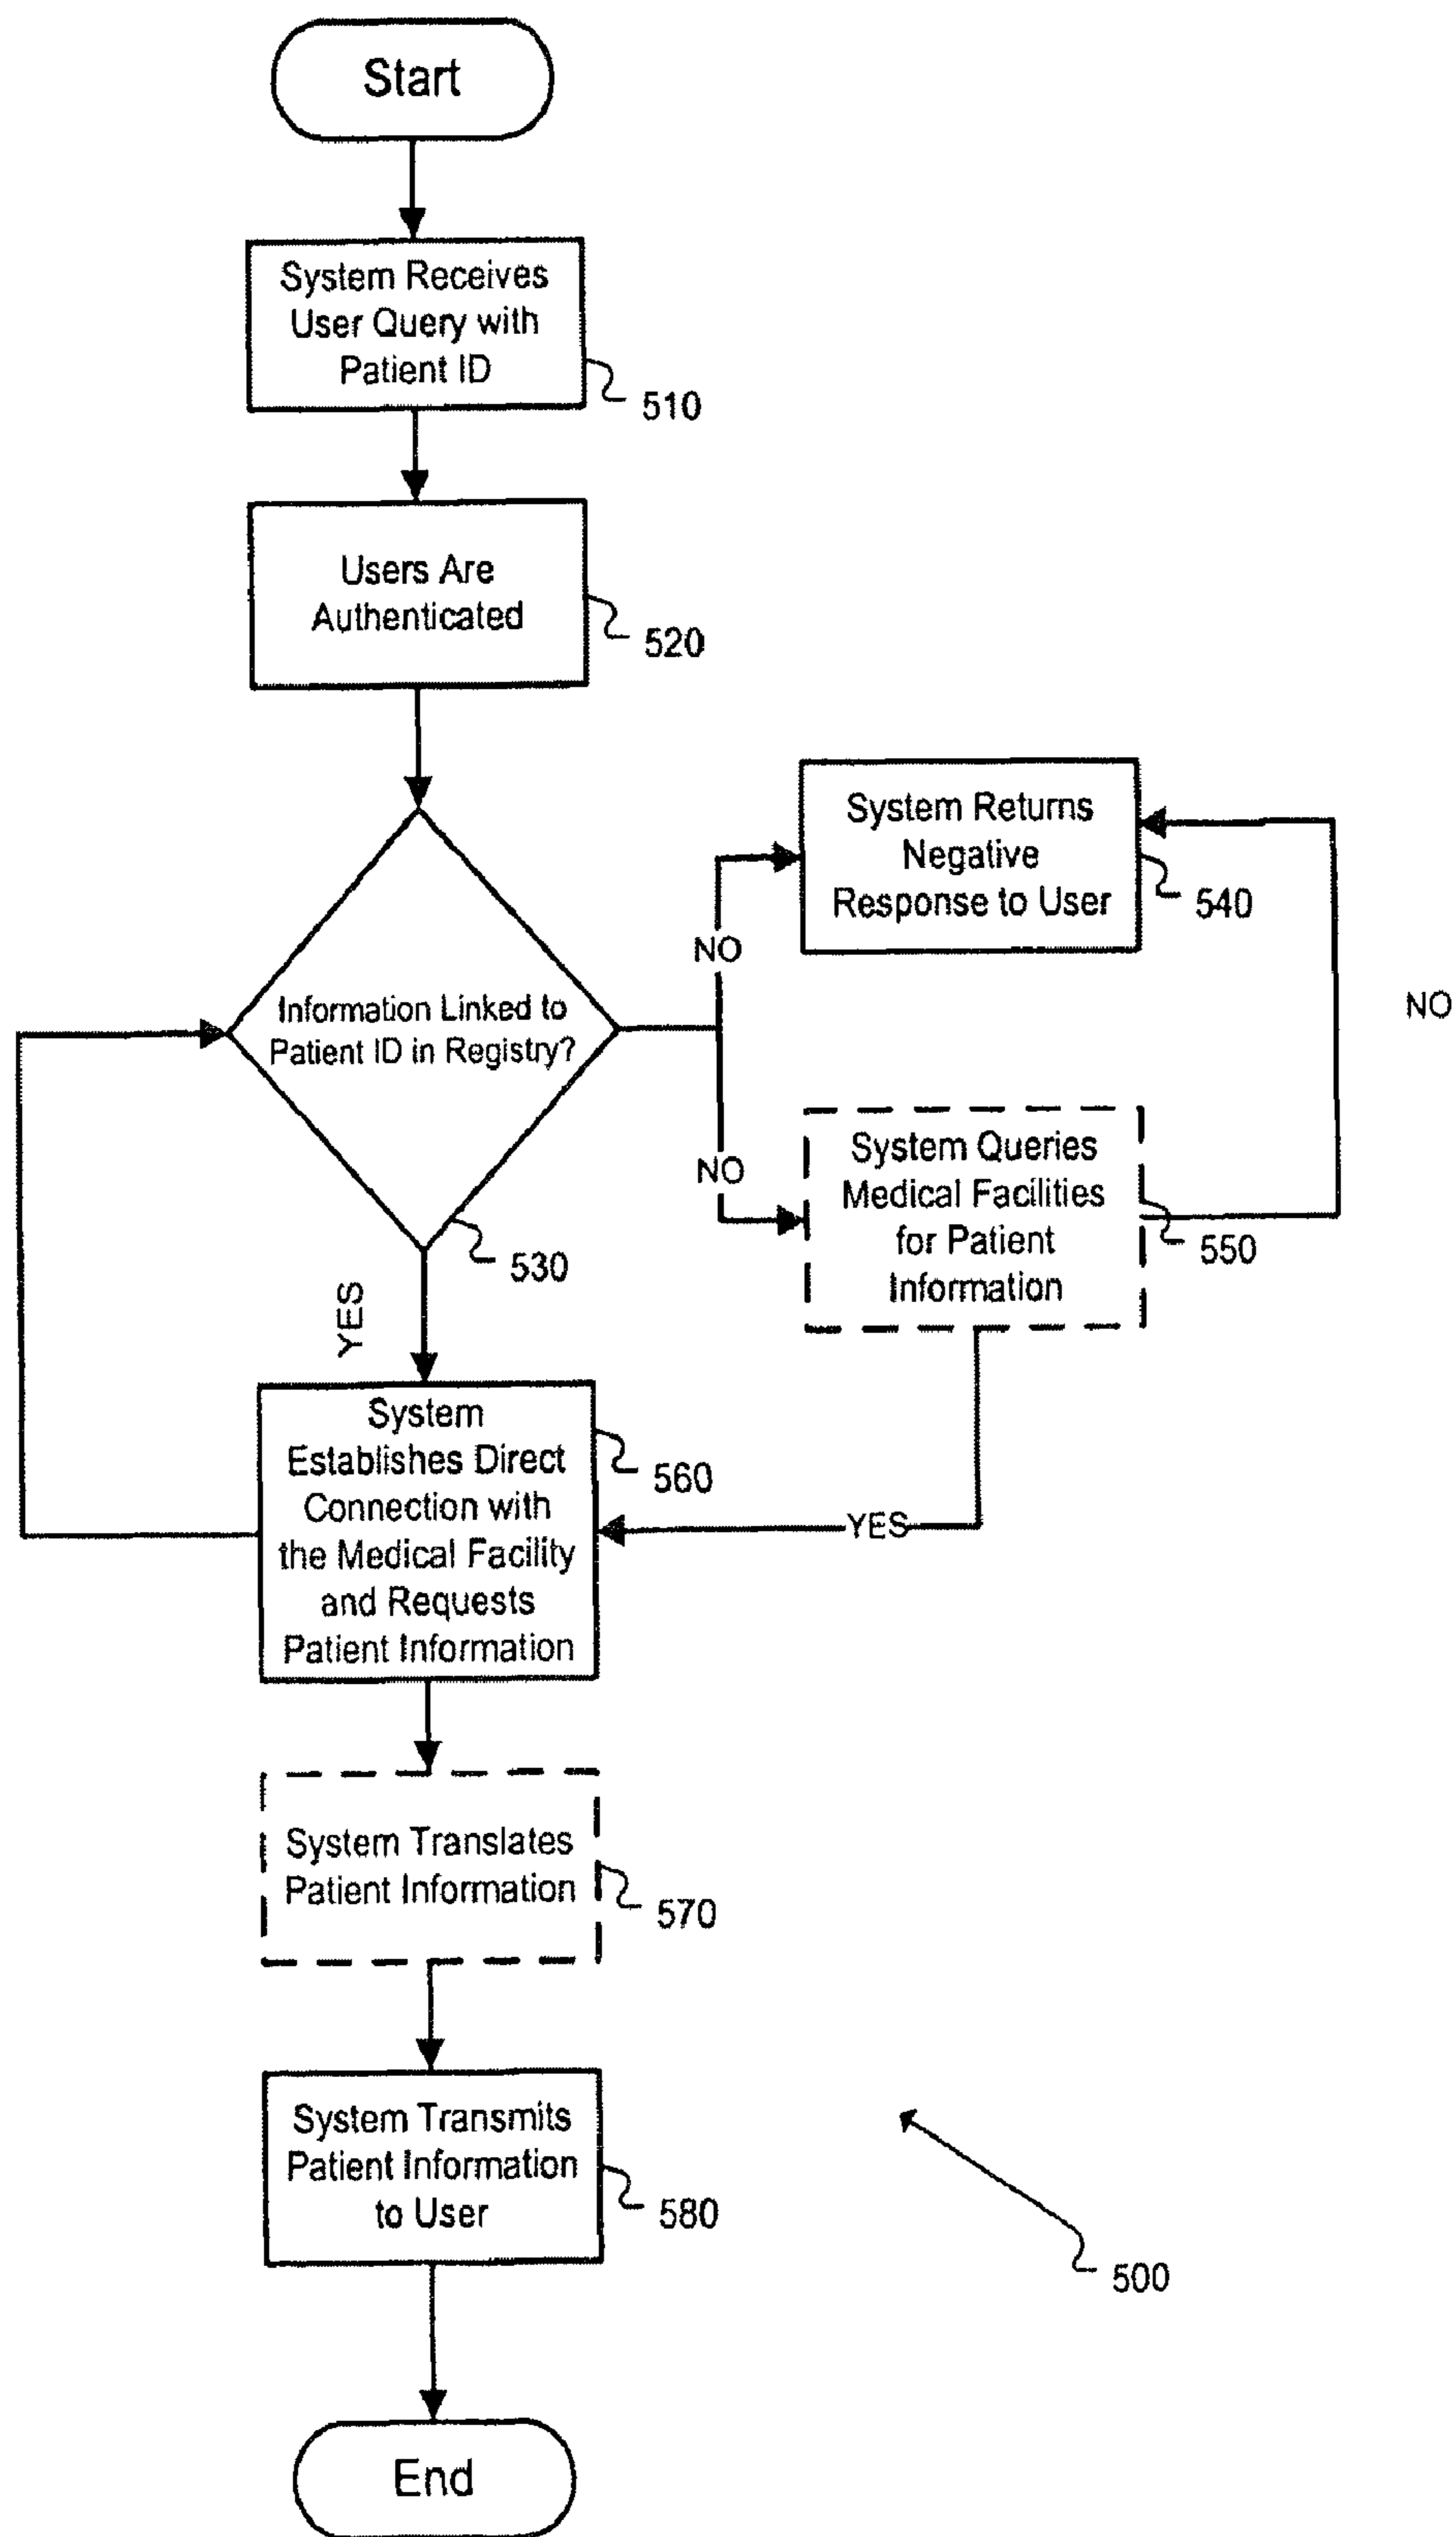 Start
System Receives
User Query with
Patient ID
510
Users Are
Authenticated
520
System Returns
Negative
Response to User
540
NO
NO
Information Linked to
Patient ID in Registry?
530
NO
System Queries
Medical Facilities
for Patient
Information
550
YES
System
Establishes Direct
Connection with
the Medical Facility
and Requests
Patient Information
560
YES
System Translates
Patient Information
570
System Transmits
Patient Information
to User
580
500
End